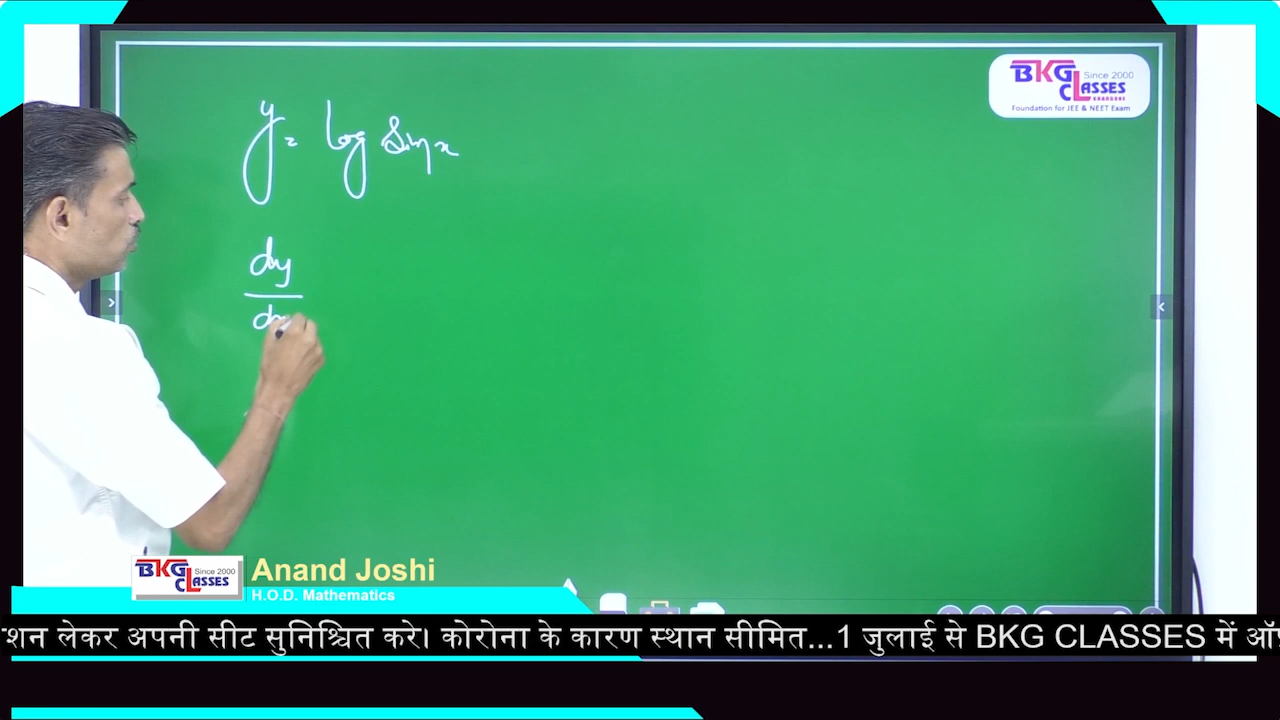 BKG Since 2000
CLASSES
KHARGONE
Foundation for JEE & NEET Exam
y = log sin x
dy
BKG Since 2000
CLASSES
Anand Joshi
H.O.D. Mathematics
शन लेकर अपनी सीट सुनिश्चित करे। कोरोना के कारण स्थान सीमित...1 जुलाई से BKG CLASSES में